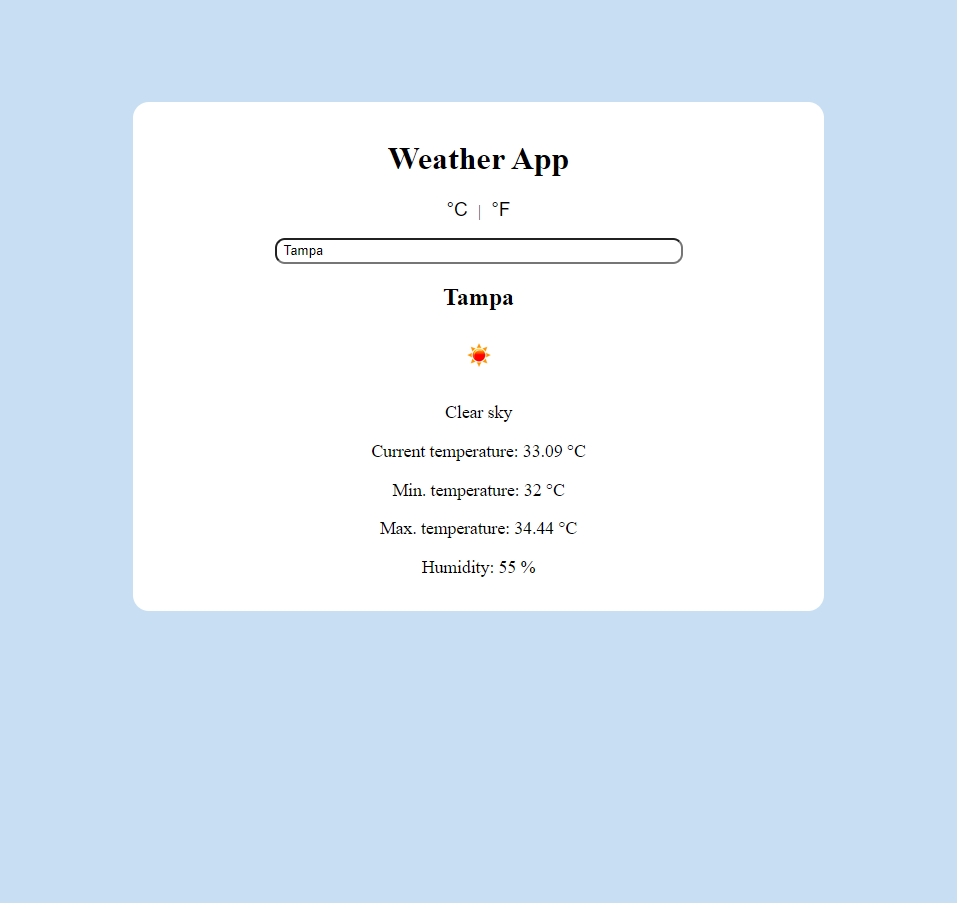 Weather App
°C | °F
Tampa
Tampa
Clear sky
Current temperature: 33.09 °C
Min. temperature: 32 °C
Max. temperature: 34.44 °C
Humidity: 55 %